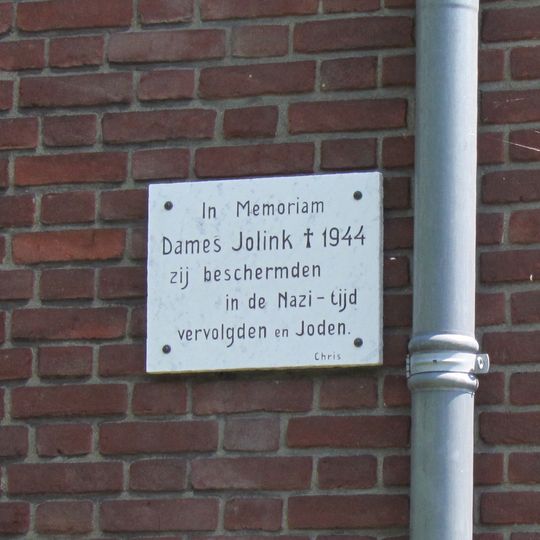 In Memoriam
Dames Jolink † 1944
zij beschermden
in de Nazi-tijd
vervolgden en Joden.
Chris